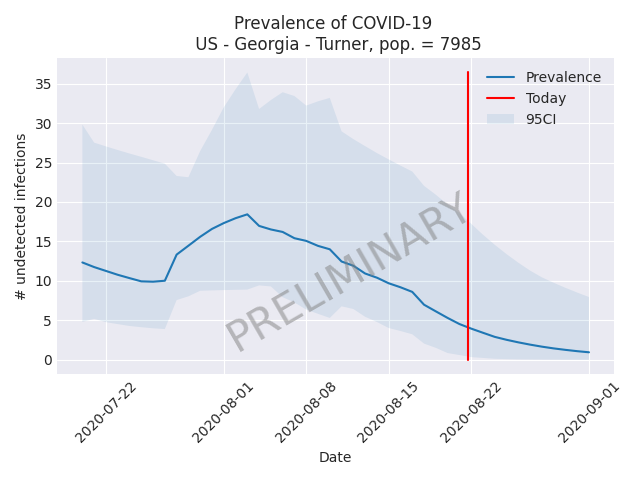 Prevalence of COVID-19
US - Georgia - Turner, pop. = 7985
Prevalence
Today
95CI
35
30
25
20
15
10
5
0
# undetected infections
PRELIMINARY
2020-07-22
2020-08-01
2020-08-08
2020-08-15
2020-08-22
2020-09-01
Date